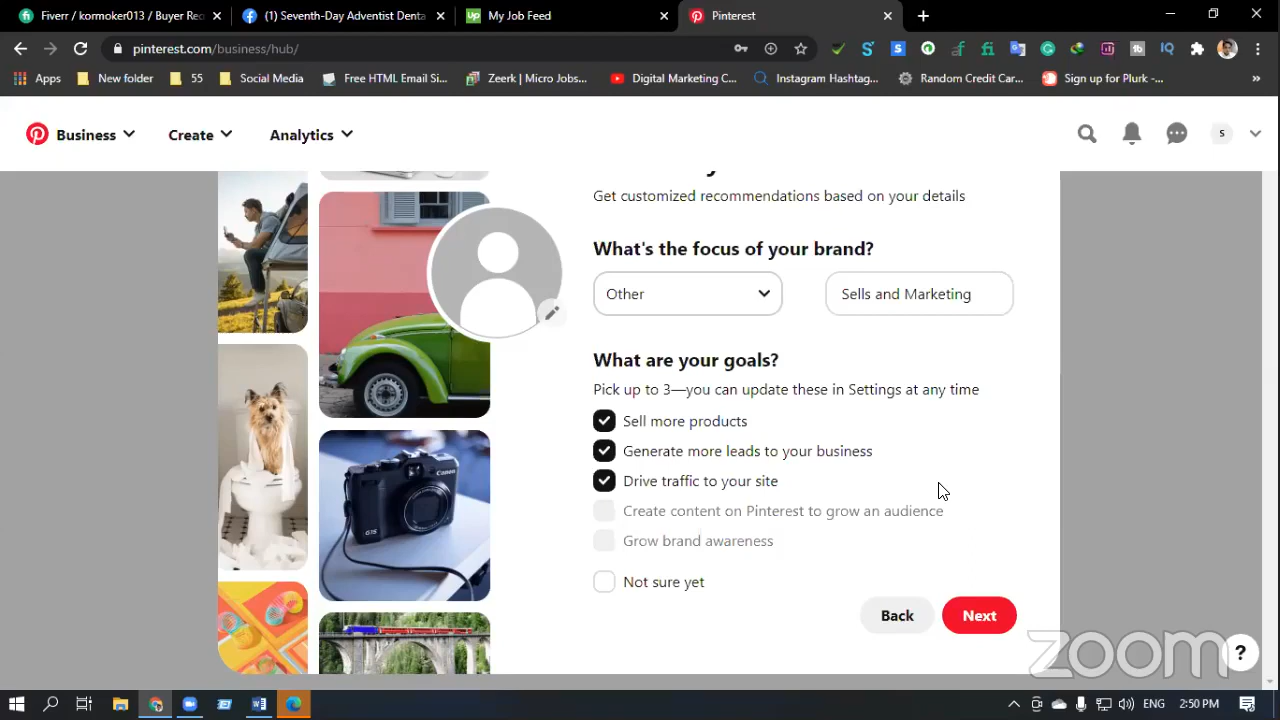 Fiverr / kormoker013 / Buyer Rec
(1) Seventh-Day Adventist Denta
My Job Feed
Pinterest
pinterest.com/business/hub/
Apps
New folder
55
Social Media
Free HTML Email Si...
Zeerk | Micro Jobs...
Digital Marketing C...
Instagram Hashtag...
Random Credit Car...
Sign up for Plurk -...
»
Business
Create
Analytics
S
Get customized recommendations based on your details
What's the focus of your brand?
Other
Sells and Marketing
What are your goals?
Pick up to 3—you can update these in Settings at any time
Sell more products
Generate more leads to your business
Drive traffic to your site
Create content on Pinterest to grow an audience
Grow brand awareness
Not sure yet
Back
Next
Canon
G15
zoom
?
ENG
2:50 PM